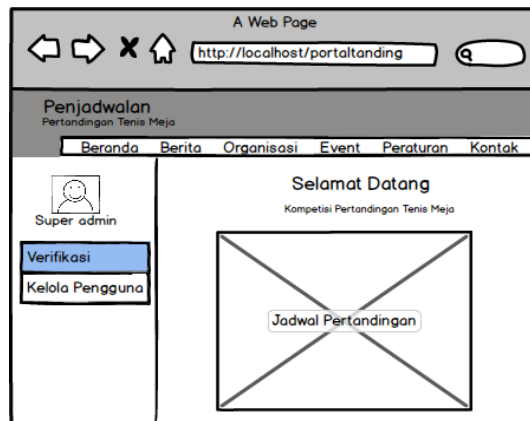 A Web Page
http://localhost/portaltanding
Penjadwalan
Pertandingan Tenis Meja
Beranda Berita Organisasi Event Peraturan Kontak
Super admin
Verifikasi
Kelola Pengguna
Selamat Datang
Kompetisi Pertandingan Tenis Meja
Jadwal Pertandingan